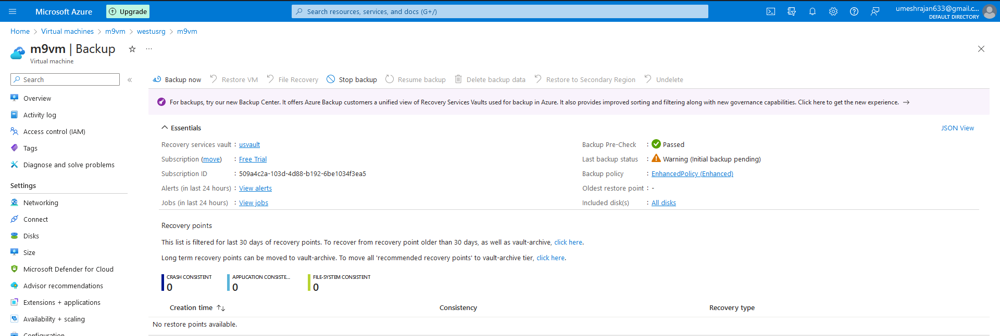 Microsoft Azure
Upgrade
Search resources, services, and docs (G+/)
umeshrajan633@gmail.c...
DEFAULT DIRECTORY
Home > Virtual machines > m9vm > westusrg > m9vm
m9vm | Backup
Virtual machine
Search
Backup now
Restore VM
File Recovery
Stop backup
Resume backup
Delete backup data
Restore to Secondary Region
Undelete
Overview
Activity log
Access control (IAM)
Tags
Diagnose and solve problems
Settings
Networking
Connect
Disks
Size
Microsoft Defender for Cloud
Advisor recommendations
Extensions + applications
Availability + scaling
Configuration
For backups, try our new Backup Center. It offers Azure Backup customers a unified view of Recovery Services Vaults used for backup in Azure. It also provides improved sorting and filtering along with new governance capabilities. Click here to get the new experience. →
Essentials
JSON View
Recovery services vault : usvault
Subscription (move) : Free Trial
Subscription ID : 509a4c2a-103d-4d88-b192-6be1034f3ea5
Alerts (in last 24 hours) : View alerts
Jobs (in last 24 hours) : View jobs
Backup Pre-Check : Passed
Last backup status : Warning (Initial backup pending)
Backup policy : EnhancedPolicy (Enhanced)
Oldest restore point : -
Included disk(s) : All disks
Recovery points
This list is filtered for last 30 days of recovery points. To recover from recovery point older than 30 days, as well as vault-archive, click here.
Long term recovery points can be moved to vault-archive. To move all 'recommended recovery points' to vault-archive tier, click here.
CRASH CONSISTENT
0
APPLICATION CONSISTE...
0
FILE-SYSTEM CONSISTENT
0
Creation time ↑↓
Consistency
Recovery type
No restore points available.